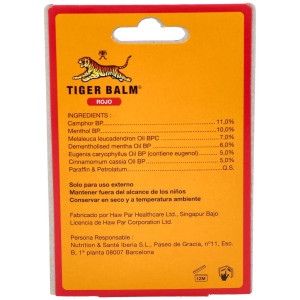 TIGER BALM®
ROJO
INGREDIENTS :
Camphor BP 11,0%
Menthol BP 10,0%
Melaleuca leucadendron Oil BPC 7,0%
Dementholised mentha Oil BP 6,0%
Eugenia caryophyllus Oil BP (contiene eugenol) 5,0%
Cinnamomum cassia Oil BP 5,0%
Paraffin & Petrolatum Q.S.
Solo para uso externo
Mantener fuera del alcance de los niños
Conservar en seco y a temperatura ambiente
Fabricado por Haw Par Healthcare Ltd., Singapur Bajo
Licencia de Haw Par Corporation Ltd.
Persona Responsable :
Nutrition & Santé Iberia S.L., Paseo de Gracia, nº11, Esc.
B, 1ª planta 08007 Barcelona
12M